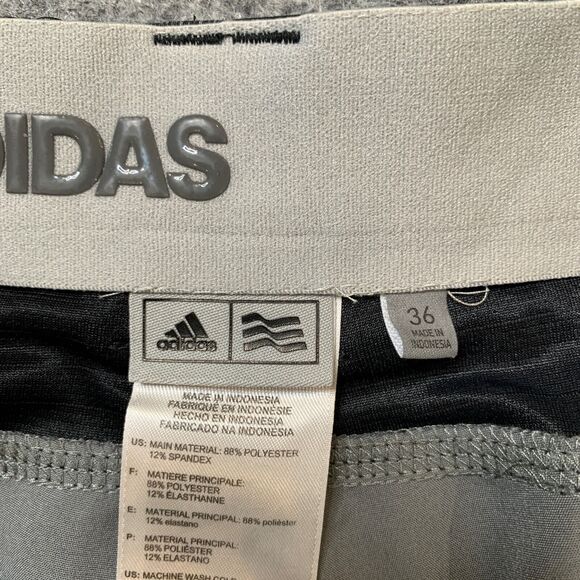 DIDAS
adidas
36
MADE IN
INDONESIA
MADE IN INDONESIA
FABRIQUÉ EN INDONÉSIE
HECHO EN INDONESIA
FABRICADO NA INDONESIA
US: MAIN MATERIAL: 88% POLYESTER
12% SPANDEX
F: MATIERE PRINCIPALE:
88% POLYESTER
12% ÉLASTHANNE
E: MATERIAL PRINCIPAL: 88% poliéster
12% elastano
P: MATERIAL PRINCIPAL:
88% POLIÉSTER
12% ELASTANO
US: MACHINE WASH COLD